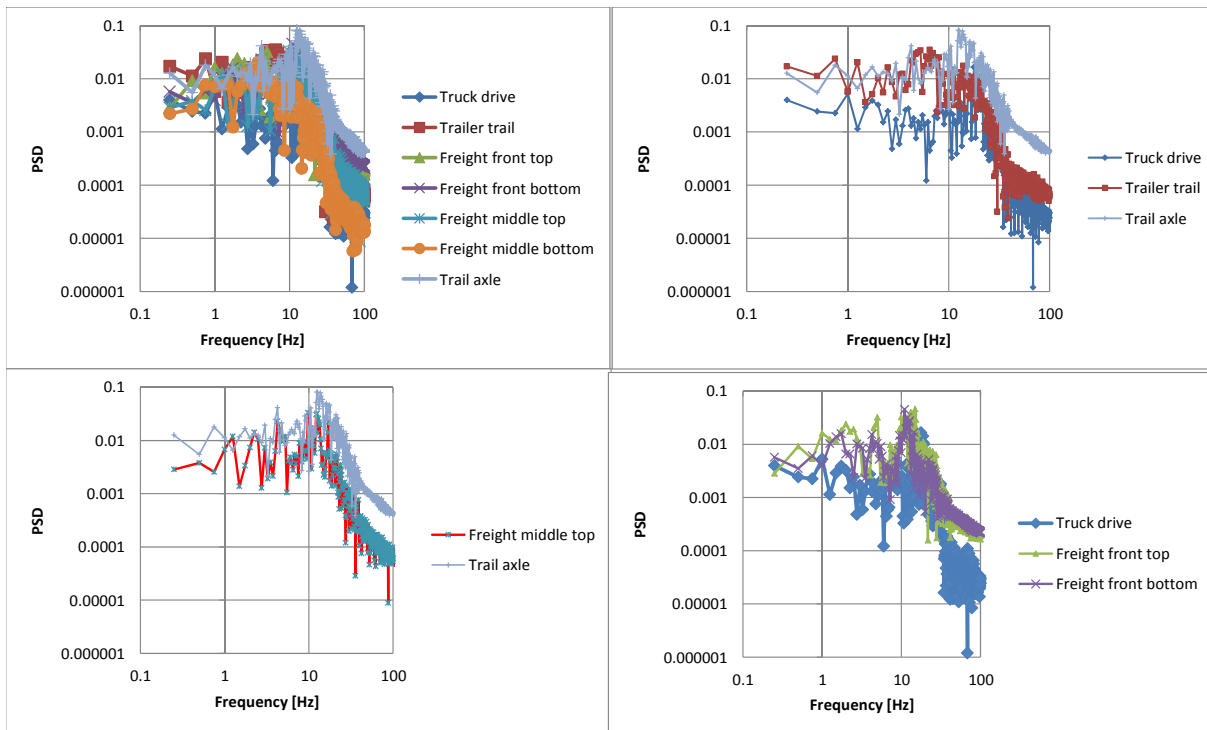 0.1
0.01
0.001
0.0001
0.00001
0.000001
PSD
0.1 1 10 100
Frequency [Hz]
Truck drive
Trailer trail
Freight front top
Freight front bottom
Freight middle top
Freight middle bottom
Trail axle
0.1
0.01
0.001
0.0001
0.00001
0.000001
PSD
0.1 1 10 100
Frequency [Hz]
Truck drive
Trailer trail
Trail axle
0.1
0.01
0.001
0.0001
0.00001
0.000001
PSD
0.1 1 10 100
Frequency [Hz]
Freight middle top
Trail axle
0.1
0.01
0.001
0.0001
0.00001
0.000001
PSD
0.1 1 10 100
Frequency [Hz]
Truck drive
Freight front top
Freight front bottom